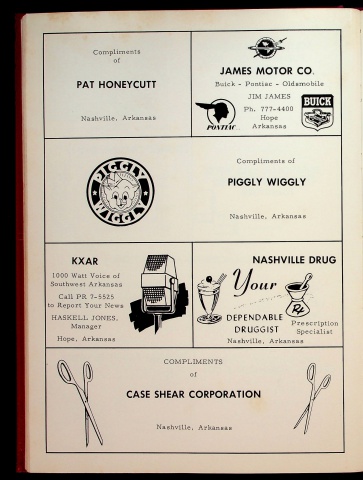 Compliments
of
PAT HONEYCUTT
Nashville, Arkansas
JAMES MOTOR CO.
Buick - Pontiac - Oldsmobile
JIM JAMES
Ph. 777-4400
Hope
Arkansas
PONTIAC
BUICK
PIGGLY
WIGGLY
Compliments of
PIGGLY WIGGLY
Nashville, Arkansas
KXAR
1000 Watt Voice of
Southwest Arkansas
Call PR 7-5525
to Report Your News
HASKELL JONES,
Manager
Hope, Arkansas
NASHVILLE DRUG
Your
DEPENDABLE
DRUGGIST
Rx
Prescription
Specialist
Nashville, Arkansas
COMPLIMENTS
of
CASE SHEAR CORPORATION
Nashville, Arkansas